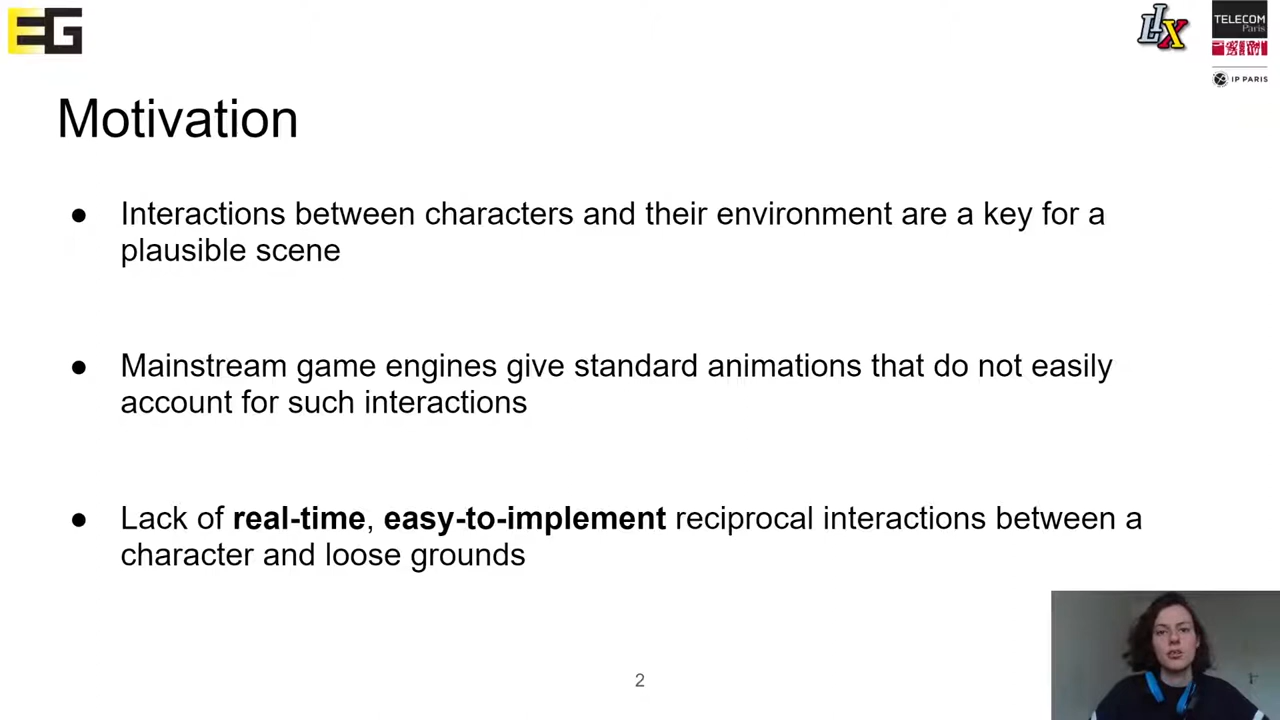 EG
LIX
TELECOM
Paris
IP PARIS
Motivation
● Interactions between characters and their environment are a key for a
plausible scene
● Mainstream game engines give standard animations that do not easily
account for such interactions
● Lack of real-time, easy-to-implement reciprocal interactions between a
character and loose grounds
2